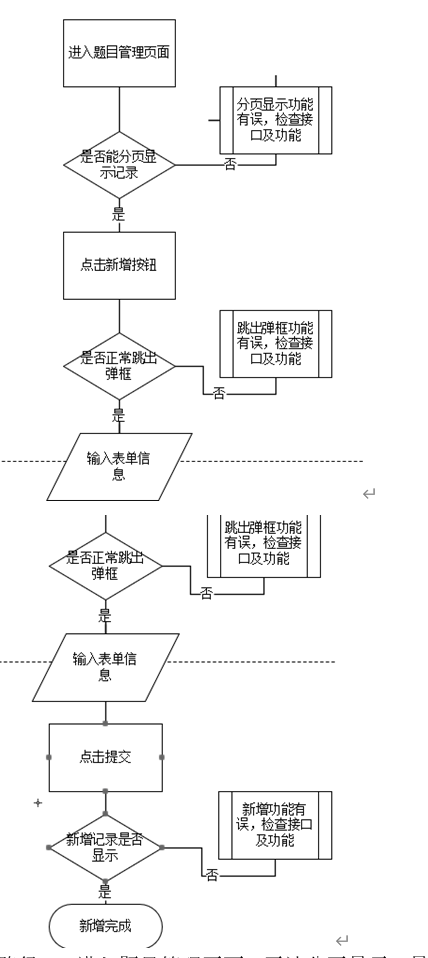 进入题目管理页面
分页显示功能
有误，检查接
口及功能
是否能分页显
示记录
否
是
点击新增按钮
跳出弹框功能
有误，检查接
口及功能
是否正常跳出
弹框
否
是
输入表单信
息
跳出弹框功能
有误，检查接
口及功能
是否正常跳出
弹框
否
是
输入表单信
息
点击提交
新增功能有
误，检查接口
及功能
新增记录是否
显示
否
是
新增完成